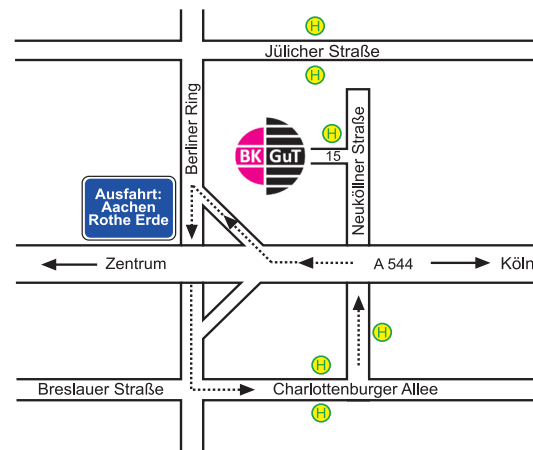 H
Jülicher Straße
H
Berliner Ring
Neuköllner Straße
H
BK GuT
15
Ausfahrt:
Aachen
Rothe Erde
Zentrum
A 544
Köln
H
H
Breslauer Straße
Charlottenburger Allee
H